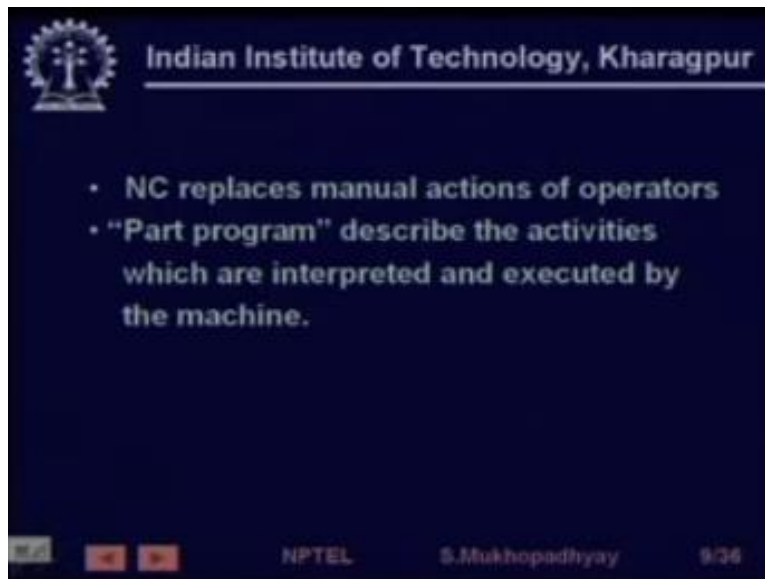 Indian Institute of Technology, Kharagpur
• NC replaces manual actions of operators
• “Part program” describe the activities
which are interpreted and executed by
the machine.
NPTEL S.Mukhopadhyay 9/36